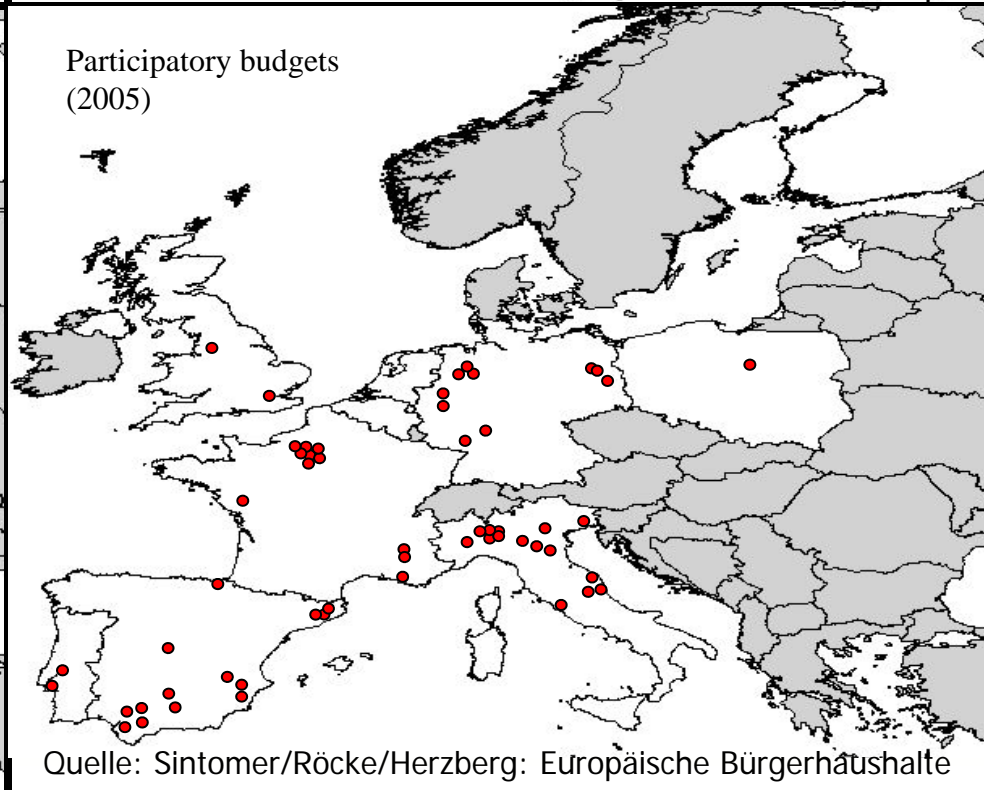 Participatory budgets
(2005)
Quelle: Sintomer/Röcke/Herzberg: Europäische Bürgerhaushalte